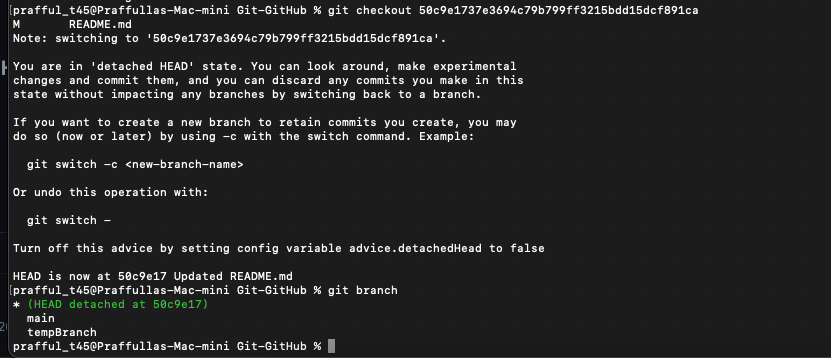 [prafful_t45@Praffullas-Mac-mini Git-GitHub % git checkout 50c9e1737e3694c79b799ff3215bdd15dcf891ca
M       README.md
Note: switching to '50c9e1737e3694c79b799ff3215bdd15dcf891ca'.
You are in 'detached HEAD' state. You can look around, make experimental
changes and commit them, and you can discard any commits you make in this
state without impacting any branches by switching back to a branch.
If you want to create a new branch to retain commits you create, you may
do so (now or later) by using -c with the switch command. Example:
  git switch -c <new-branch-name>
Or undo this operation with:
  git switch -
Turn off this advice by setting config variable advice.detachedHead to false
HEAD is now at 50c9e17 Updated README.md
[prafful_t45@Praffullas-Mac-mini Git-GitHub % git branch
* (HEAD detached at 50c9e17)
  main
  tempBranch
prafful_t45@Praffullas-Mac-mini Git-GitHub %